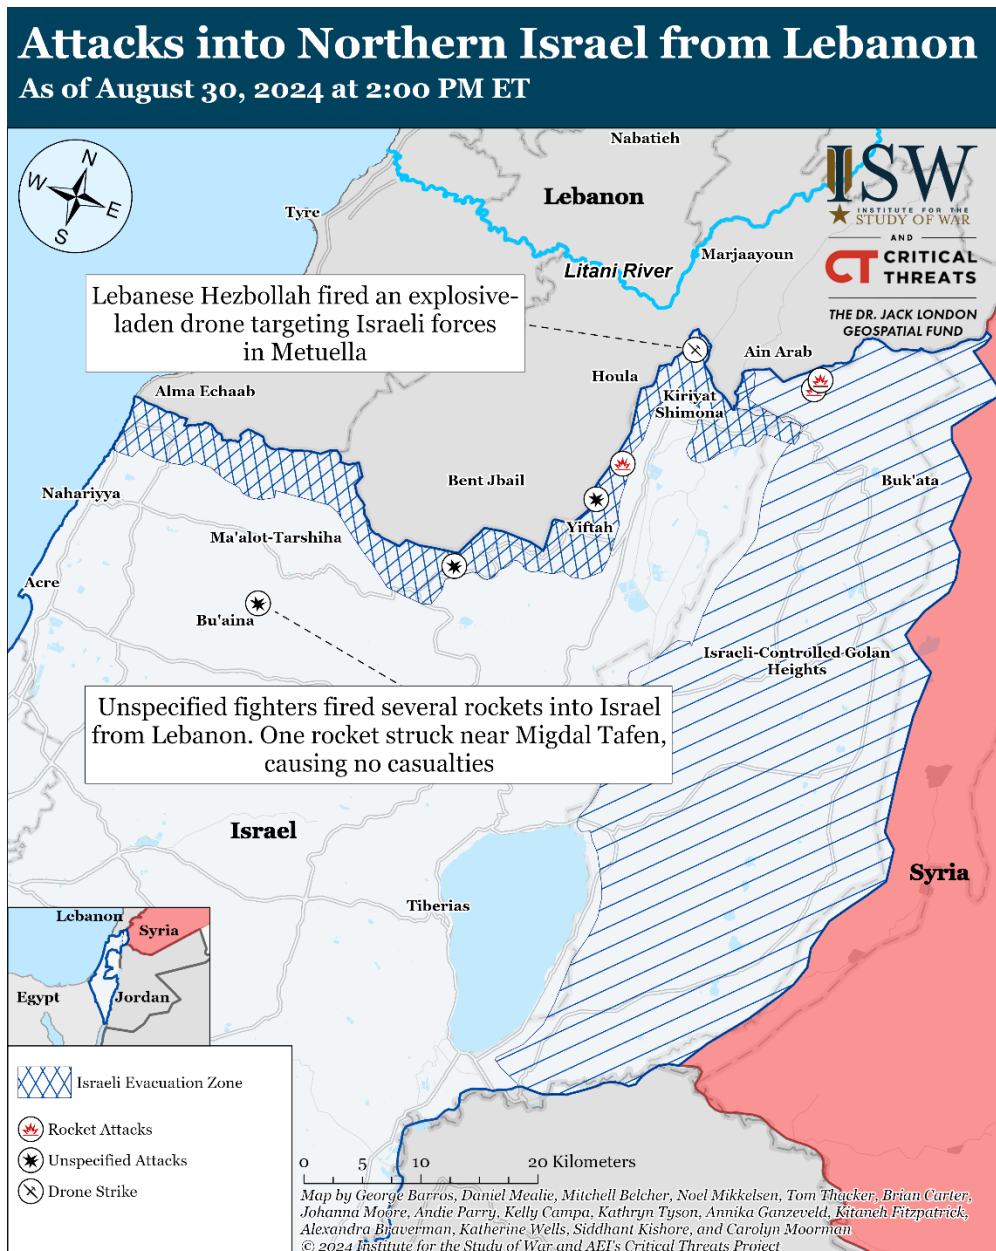 Attacks into Northern Israel from Lebanon
As of August 30, 2024 at 2:00 PM ET
N
W
E
S
Nabatieh
Lebanon
ISW
INSTITUTE FOR THE
STUDY OF WAR
AND
CT CRITICAL
THREATS
THE DR. JACK LONDON
GEOSPATIAL FUND
Tyre
Marjaayoun
Litani River
Lebanese Hezbollah fired an explosive-
laden drone targeting Israeli forces
in Metuella
Ain Arab
Houla
Alma Echaab
Kiriyat
Shimona
Bent Jbail
Buk'ata
Nahariyya
Yiftah
Ma'alot-Tarshiha
Acre
Bu'aina
Israeli-Controlled Golan
Heights
Unspecified fighters fired several rockets into Israel
from Lebanon. One rocket struck near Migdal Tafen,
causing no casualties
Israel
Syria
Tiberias
Lebanon
Syria
Egypt
Jordan
Israeli Evacuation Zone
Rocket Attacks
Unspecified Attacks
Drone Strike
0 5 10 20 Kilometers
Map by George Barros, Daniel Mealie, Mitchell Belcher, Noel Mikkelsen, Tom Thacker, Brian Carter,
Johanna Moore, Andie Parry, Kelly Campa, Kathryn Tyson, Annika Ganzeveld, Kitaneh Fitzpatrick,
Alexandra Braverman, Katherine Wells, Siddhant Kishore, and Carolyn Moorman
© 2024 Institute for the Study of War and AEI's Critical Threats Project